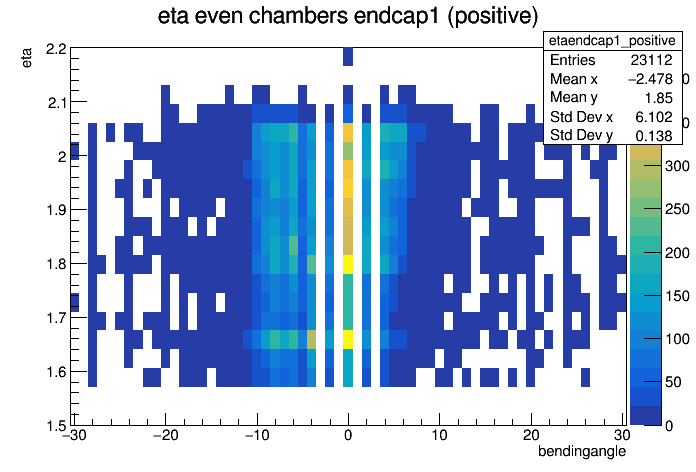 eta even chambers endcap1 (positive)
etaendcap1_positive
Entries 23112
Mean x −2.478
Mean y 1.85
Std Dev x 6.102
Std Dev y 0.138
eta
2.2
2.1
2
1.9
1.8
1.7
1.6
1.5
−30 −20 −10 0 10 20 30
bendingangle
300
250
200
150
100
50
0